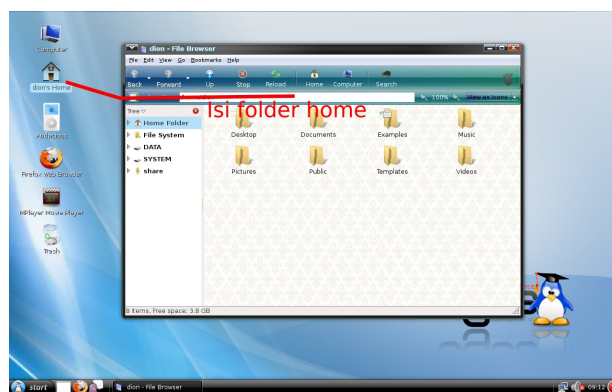 Computer
dion's Home
Audacious
Firefox Web Browser
MPlayer Movie Player
Trash
dion - File Browser
File Edit View Go Bookmarks Help
Back Forward Up Stop Reload Home Computer Search
100% View as Icons
Isi folder home
Tree
Home Folder
File System
DATA
SYSTEM
share
Desktop Documents Examples Music
Pictures Public Templates Videos
8 items, Free space: 3.8 GB
start
dion - File Browser
09:12